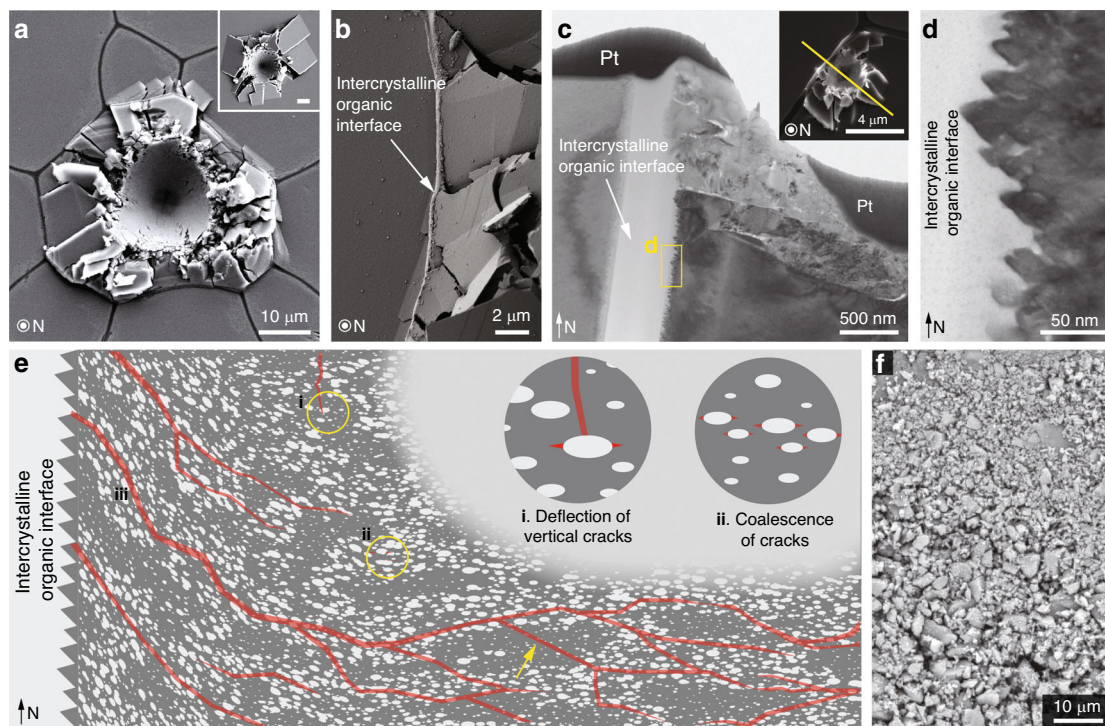 a
N
10 μm
b
Intercrystalline
organic
interface
N
2 μm
c
Pt
Intercrystalline
organic interface
N
4 μm
Pt
d
N
500 nm
d
Intercrystalline
organic interface
N
50 nm
e
Intercrystalline
organic interface
i
ii
iii
i. Deflection of
vertical cracks
ii. Coalescence
of cracks
N
f
10 μm